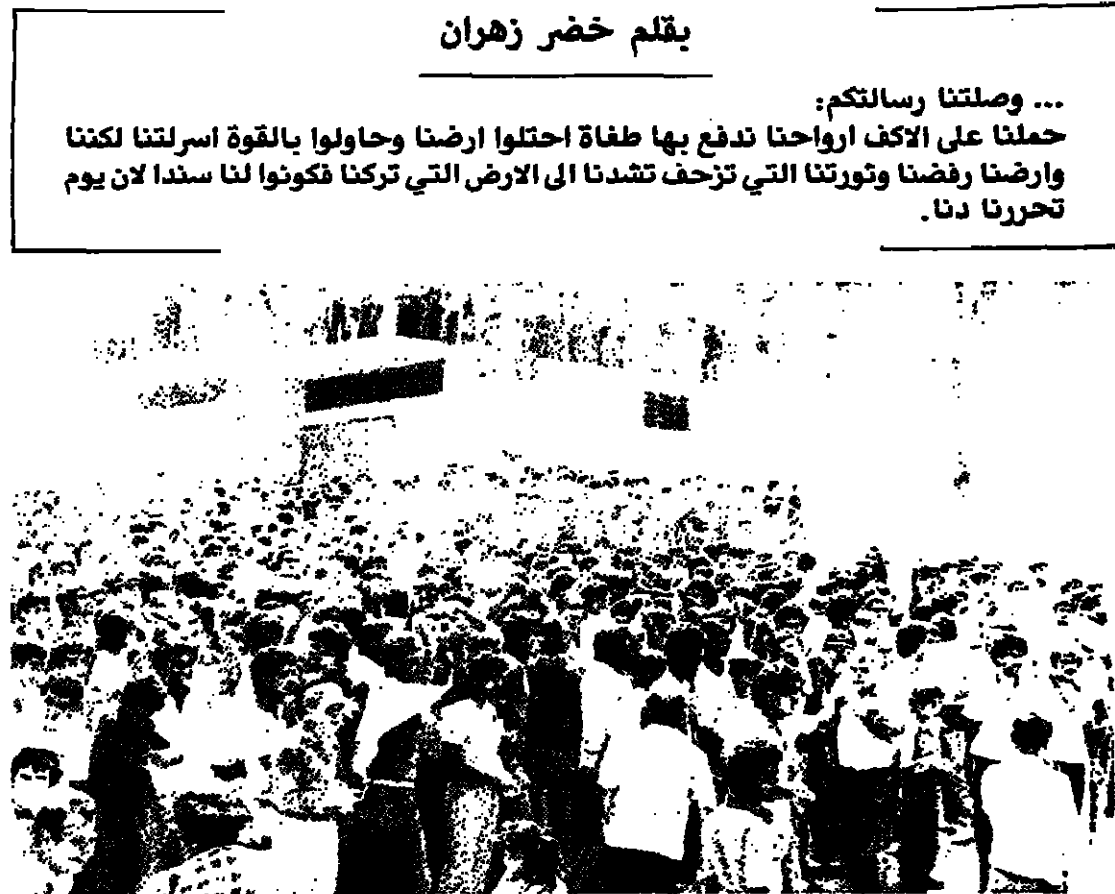 بقلم خضر زهران
... وصلتنا رسالتكم:
حملنا على الاكف ارواحنا ندفع بها طغاة احتلوا ارضنا وحاولوا بالقوة اسرلتنا لكننا
وارضنا رفضنا وثورتنا التي تزحف تشدنا الى الارض التي تركنا فكونوا لنا سندا لان يوم
تحررنا دنا.